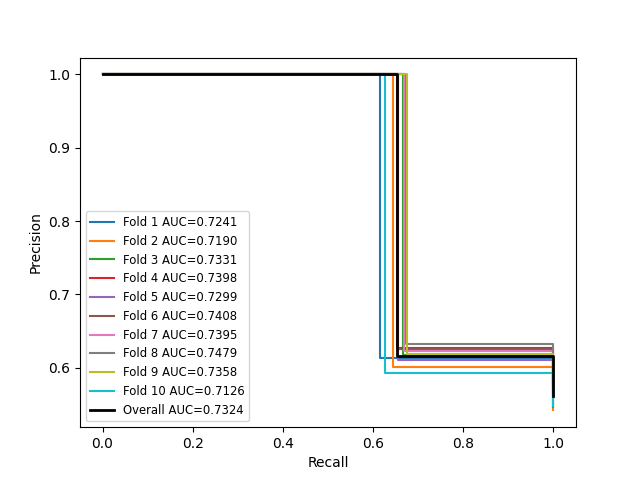 1.0
0.9
0.8
0.7
0.6
Precision
Fold 1 AUC=0.7241
Fold 2 AUC=0.7190
Fold 3 AUC=0.7331
Fold 4 AUC=0.7398
Fold 5 AUC=0.7299
Fold 6 AUC=0.7408
Fold 7 AUC=0.7395
Fold 8 AUC=0.7479
Fold 9 AUC=0.7358
Fold 10 AUC=0.7126
Overall AUC=0.7324
0.0 0.2 0.4 0.6 0.8 1.0
Recall